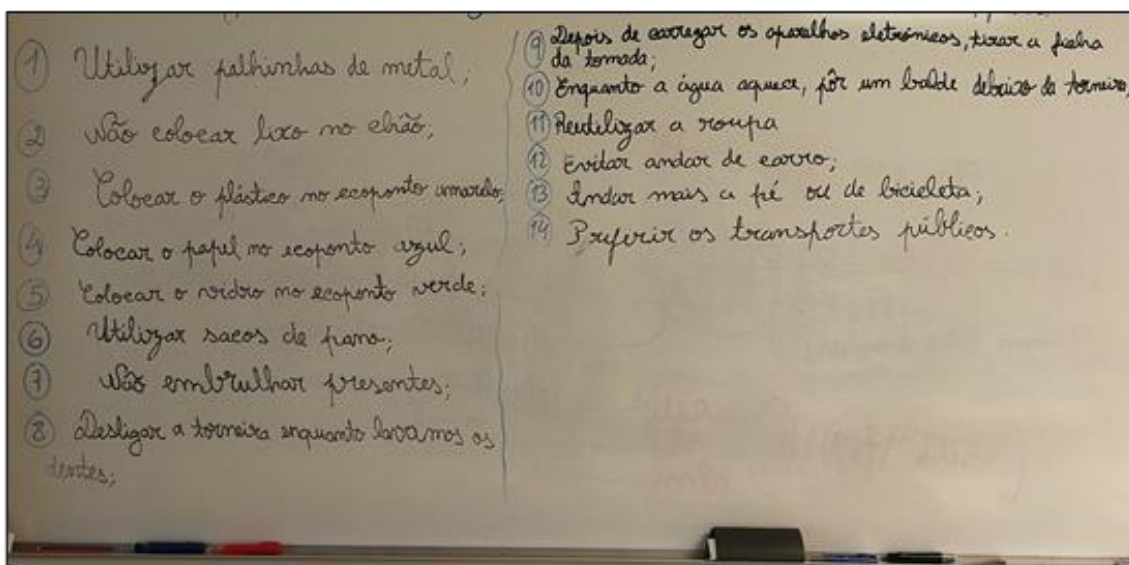 1 Utilizar palhinhas de metal;
2 Não colocar lixo no chão;
3 Colocar o plástico no ecoponto amarelo;
4 Colocar o papel no ecoponto azul;
5 Colocar o vidro no ecoponto verde;
6 Utilizar sacos de pano;
7 Não embrulhar presentes;
8 Desligar a torneira enquanto lavamos os
dentes;
9 Depois de carregar os aparelhos eletrónicos, tirar a ficha
da tomada;
10 Enquanto a água aquece, pôr um balde debaixo da torneira;
11 Reutilizar a roupa
12 Evitar andar de carro;
13 Andar mais a pé ou de bicicleta;
14 Preferir os transportes públicos.